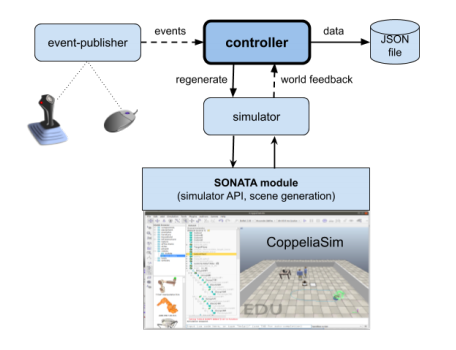 event-publisher
events
controller
data
JSON
file
regenerate
world feedback
simulator
SONATA module
(simulator API, scene generation)
CoppeliaSim
EDU